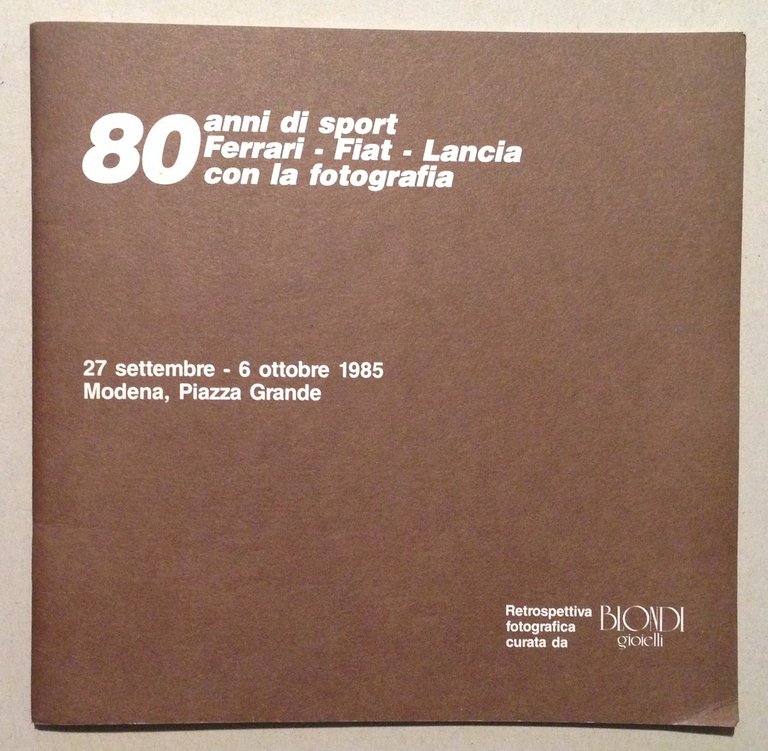 80 anni di sport
Ferrari - Fiat - Lancia
con la fotografia
27 settembre - 6 ottobre 1985
Modena, Piazza Grande
Retrospettiva
fotografica
curata da
BIONDI
gioielli